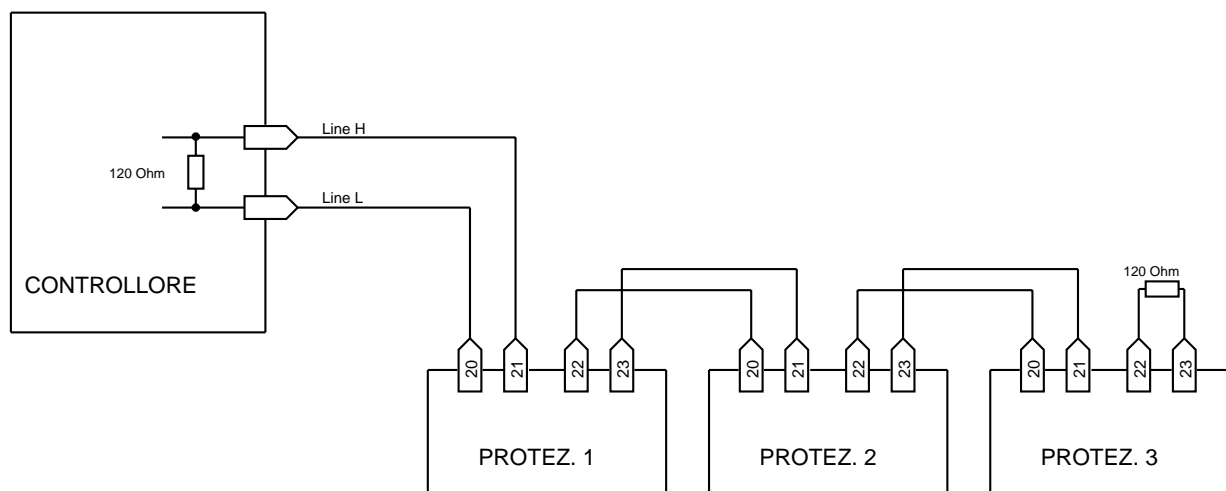 Line H
120 Ohm
Line L
CONTROLLORE
120 Ohm
20 21 22 23 20 21 22 23 20 21 22 23
PROTEZ. 1 PROTEZ. 2 PROTEZ. 3